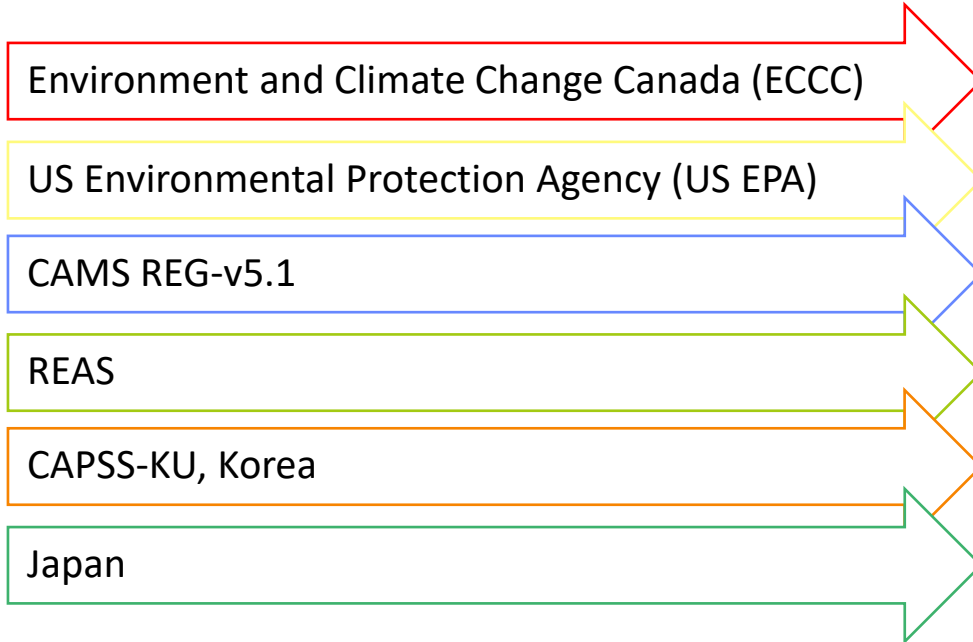 Environment and Climate Change Canada (ECCC)
US Environmental Protection Agency (US EPA)
CAMS REG-v5.1
REAS
CAPSS-KU, Korea
Japan